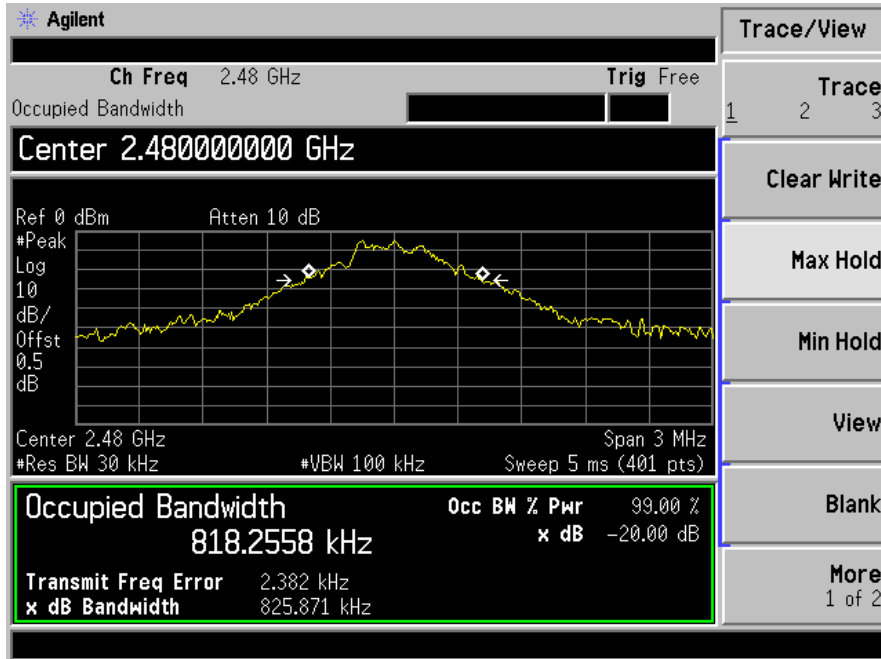 Agilent
Trace/View
Ch Freq 2.48 GHz Trig Free
Occupied Bandwidth
Trace
1 2 3
Center 2.480000000 GHz
Clear Write
Ref 0 dBm Atten 10 dB
#Peak
Log
10
dB/
Offst
0.5
dB
Max Hold
Min Hold
View
Center 2.48 GHz Span 3 MHz
#Res BW 30 kHz #VBW 100 kHz Sweep 5 ms (401 pts)
Occupied Bandwidth
818.2558 kHz
Occ BW % Pwr 99.00 %
x dB -20.00 dB
Blank
Transmit Freq Error 2.382 kHz
x dB Bandwidth 825.871 kHz
More
1 of 2